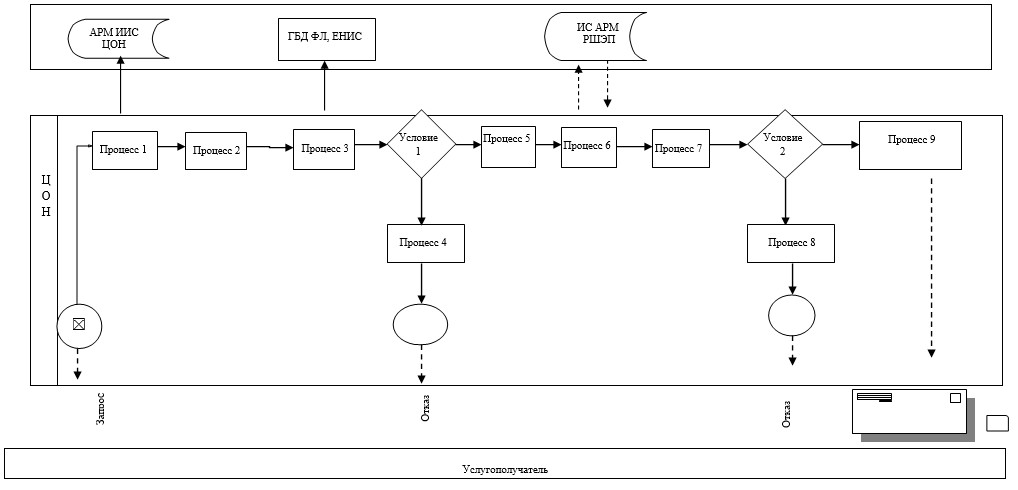 АРМ ИИС
ЦОН
ГБД ФЛ, ЕНИС
ИС АРМ
РШЭП
ЦОН
Процесс 1
Процесс 2
Процесс 3
Условие
1
Процесс 5
Процесс 6
Процесс 7
Условие
2
Процесс 9
Процесс 4
Процесс 8
Запрос
Отказ
Отказ
Услугополучатель